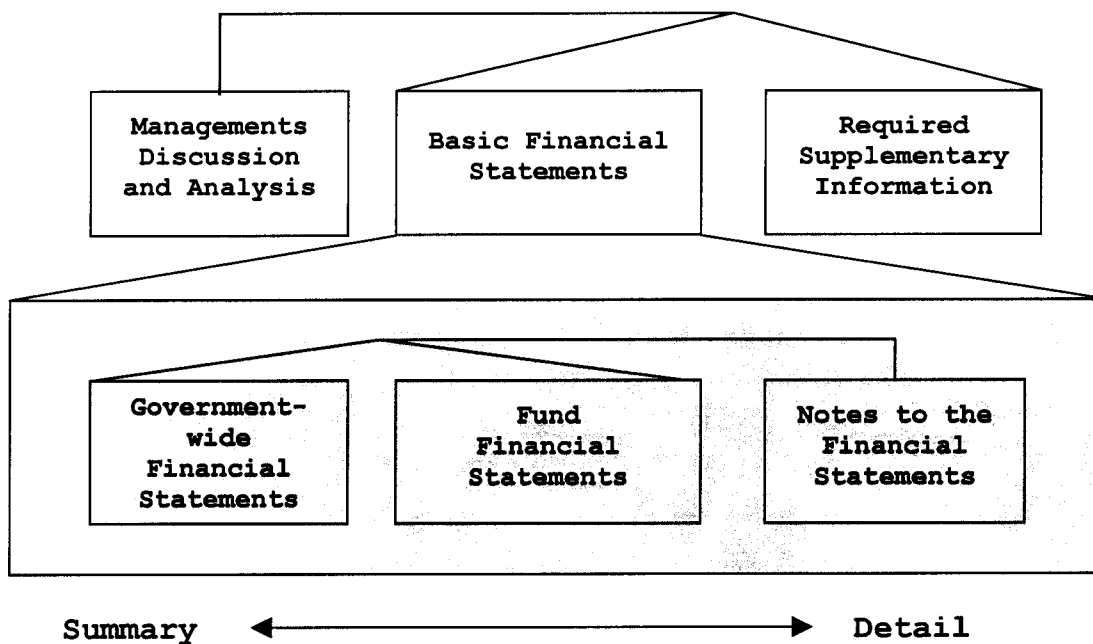 Managements
Discussion
and Analysis
Basic Financial
Statements
Required
Supplementary
Information
Government-
wide
Financial
Statements
Fund
Financial
Statements
Notes to the
Financial
Statements
Summary
Detail